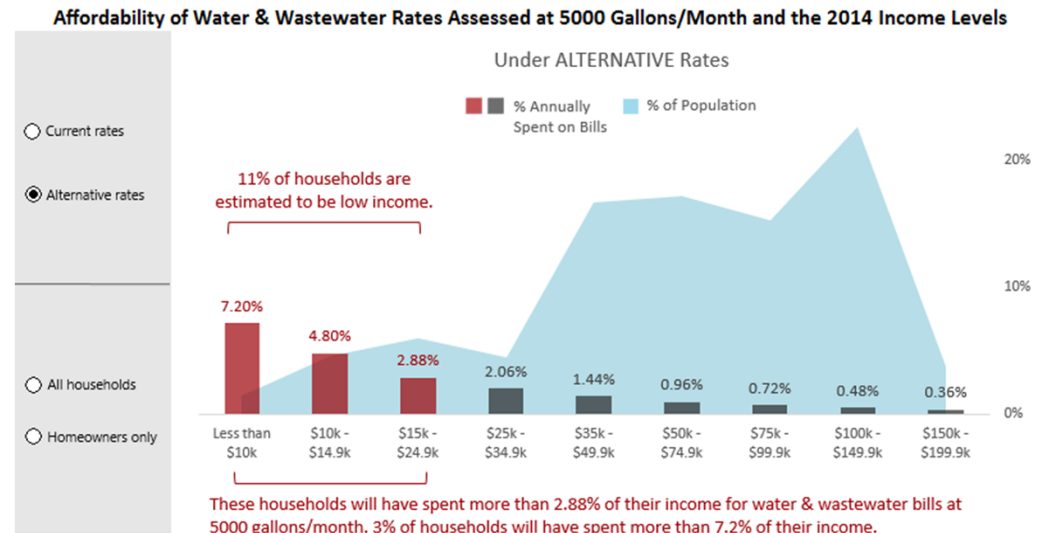 Affordability of Water & Wastewater Rates Assessed at 5000 Gallons/Month and the 2014 Income Levels
Under ALTERNATIVE Rates
% Annually
Spent on Bills
% of Population
Current rates
Alternative rates
All households
Homeowners only
11% of households are
estimated to be low income.
20%
10%
0%
7.20%
4.80%
2.88%
2.06%
1.44%
0.96%
0.72%
0.48%
0.36%
Less than
$10k
$10k -
$14.9k
$15k -
$24.9k
$25k -
$34.9k
$35k -
$49.9k
$50k -
$74.9k
$75k -
$99.9k
$100k -
$149.9k
$150k -
$199.9k
These households will have spent more than 2.88% of their income for water & wastewater bills at
5000 gallons/month. 3% of households will have spent more than 7.2% of their income.